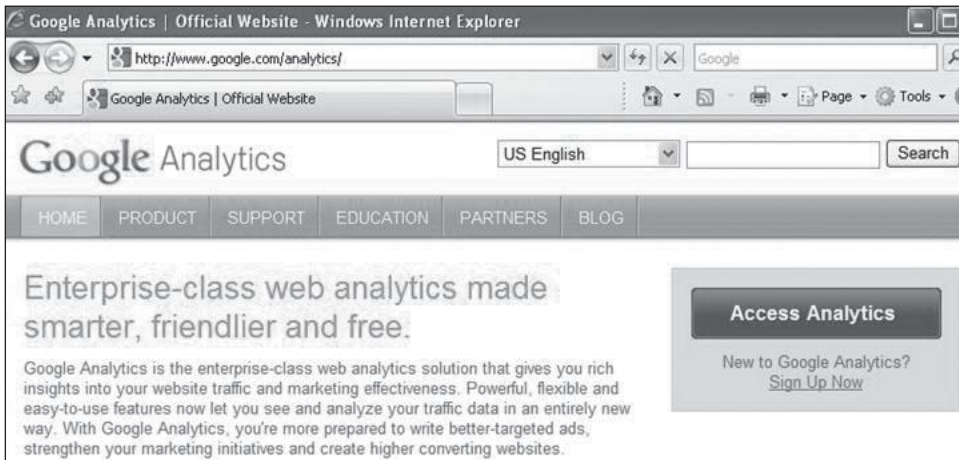 Google Analytics | Official Website - Windows Internet Explorer
http://www.google.com/analytics/
Google
Google Analytics | Official Website
Page
Tools
Google Analytics
US English
Search
HOME PRODUCT SUPPORT EDUCATION PARTNERS BLOG
Enterprise-class web analytics made
smarter, friendlier and free.
Google Analytics is the enterprise-class web analytics solution that gives you rich
insights into your website traffic and marketing effectiveness. Powerful, flexible and
easy-to-use features now let you see and analyze your traffic data in an entirely new
way. With Google Analytics, you're more prepared to write better-targeted ads,
strengthen your marketing initiatives and create higher converting websites.
Access Analytics
New to Google Analytics?
Sign Up Now